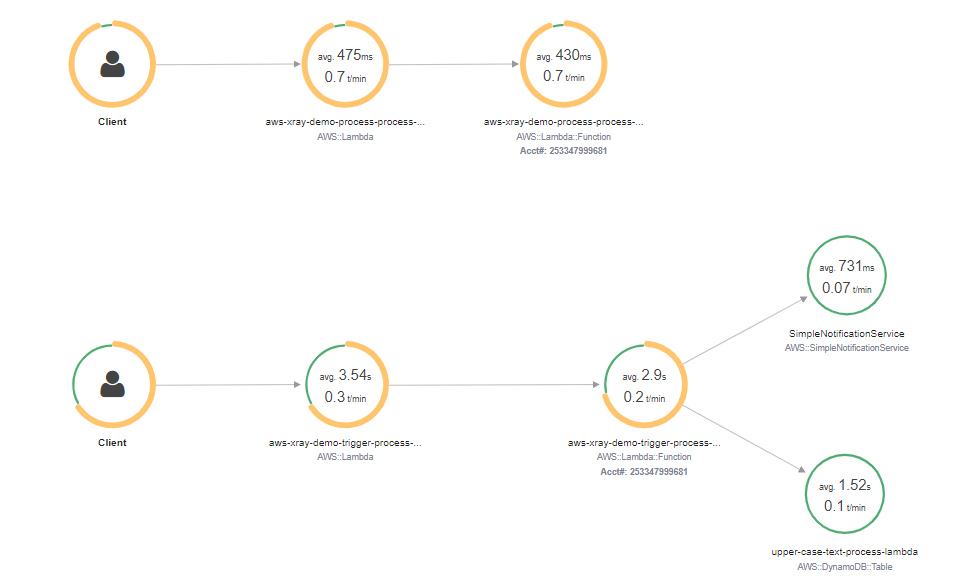 avg. 475ms
0.7 t/min
avg. 430ms
0.7 t/min
Client
aws-xray-demo-process-process-...
AWS::Lambda
aws-xray-demo-process-process-...
AWS::Lambda::Function
Acct#: 253347999681
avg. 731ms
0.07 t/min
SimpleNotificationService
AWS::SimpleNotificationService
avg. 3.54s
0.3 t/min
avg. 2.9s
0.2 t/min
Client
aws-xray-demo-trigger-process-...
AWS::Lambda
aws-xray-demo-trigger-process-...
AWS::Lambda::Function
Acct#: 253347999681
avg. 1.52s
0.1 t/min
upper-case-text-process-lambda
AWS::DynamoDB::Table